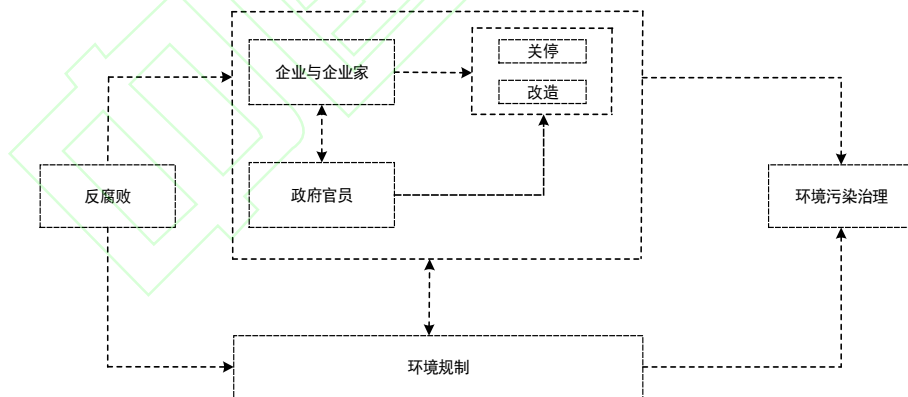 企业与企业家
关停
改造
反腐败
政府官员
环境污染治理
环境规制